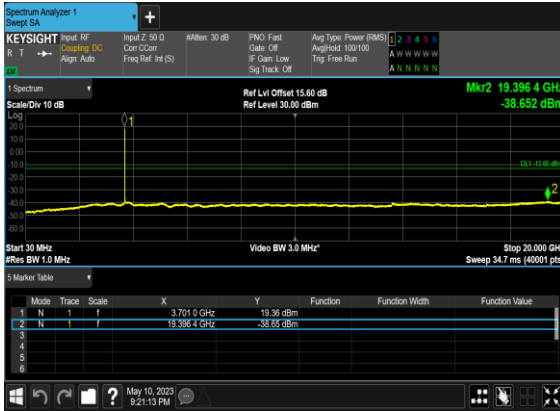 Spectrum Analyzer 1
Swept SA
+
KEYSIGHT Input: RF Input Z: 50 Ω #Atten: 30 dB PNO: Fast Avg Type: Power (RMS) 1 2 3 4 5 6
R T Coupling: DC Corr CCorr Gate: Off Avg|Hold: 100/100 A W W W W W
Align: Auto Freq Ref: Int (S) IF Gain: Low Trig: Free Run
Sig Track: Off A N N N N N
1 Spectrum Ref Lvl Offset 15.60 dB Mkr2 19.396 4 GHz
Scale/Div 10 dB Ref Level 30.00 dBm -38.652 dBm
Log
1
20.0
10.0
0.00
-10.0 DL1 -13.00 dBm
-20.0
-30.0
2
-40.0
-50.0
-60.0
Start 30 MHz Video BW 3.0 MHz* Stop 20.000 GHz
#Res BW 1.0 MHz Sweep 34.7 ms (40001 pts)
5 Marker Table
Mode Trace Scale X Y Function Function Width Function Value
1 N 1 f 3.701 0 GHz 19.36 dBm
2 N 1 f 19.396 4 GHz -38.65 dBm
3
4
5
6
? May 10, 2023
9:21:13 PM